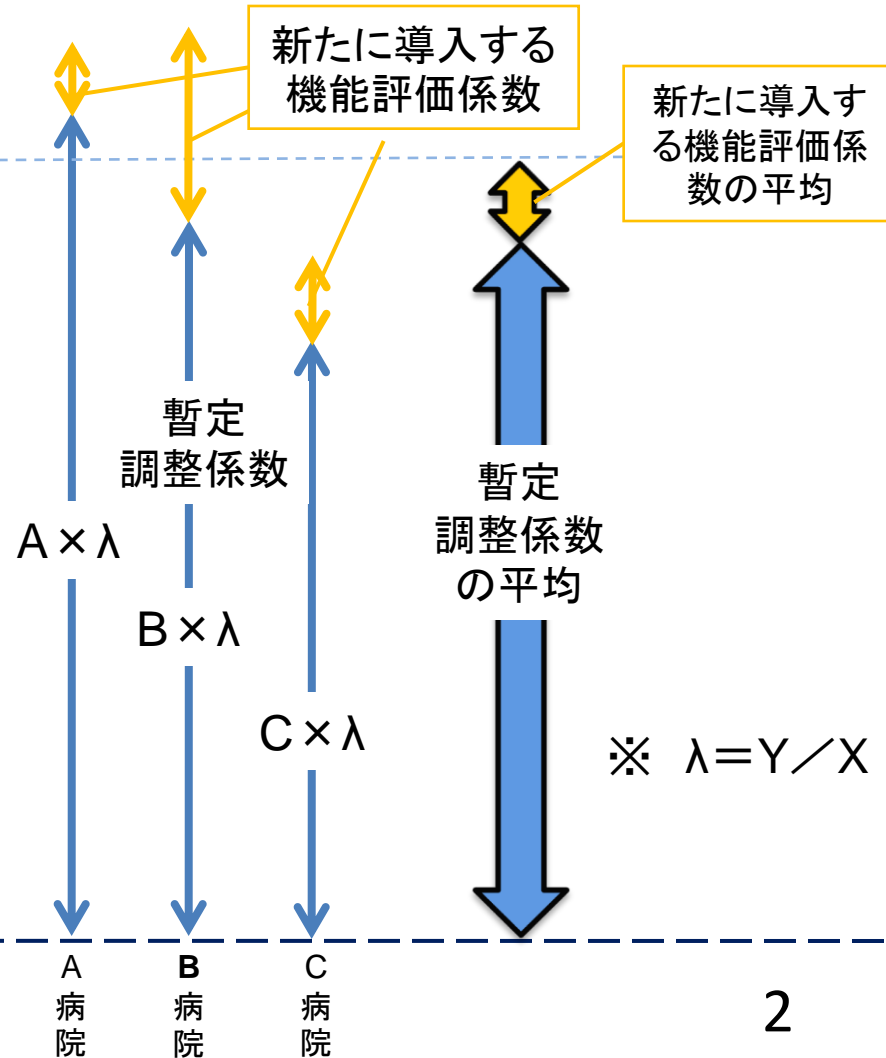 新たに導入する
機能評価係数
新たに導入す
る機能評価係
数の平均
暫定
調整係数
暫定
調整係数
の平均
A×λ
B×λ
C×λ
※ λ=Y/X
A
病
院
B
病
院
C
病
院
2